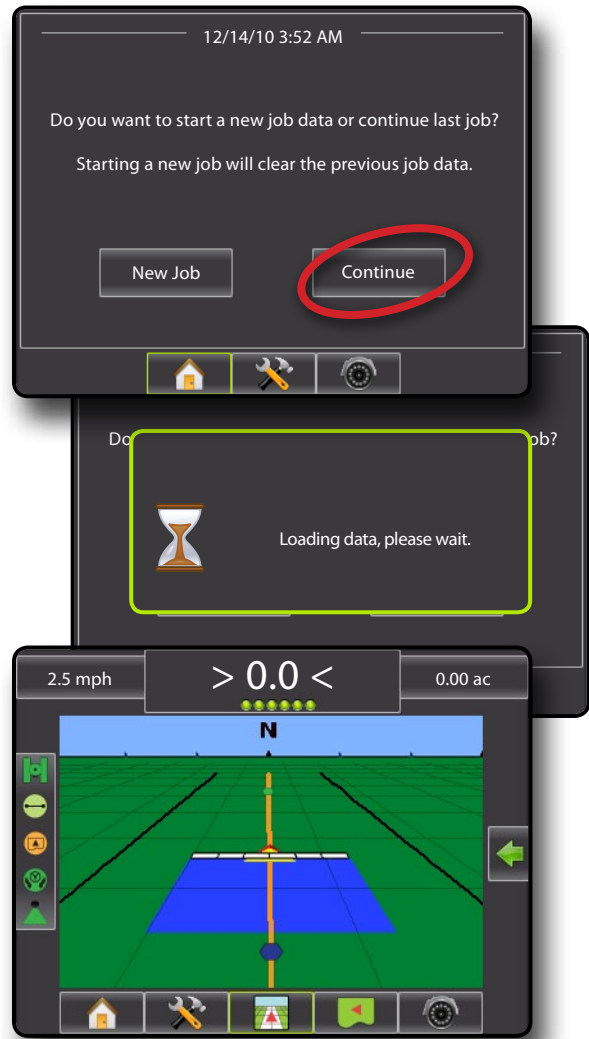 12/14/10 3:52 AM
Do you want to start a new job data or continue last job?
Starting a new job will clear the previous job data.
New Job
Continue
Do
ob?
Loading data, please wait.
2.5 mph
> 0.0 <
0.00 ac
N